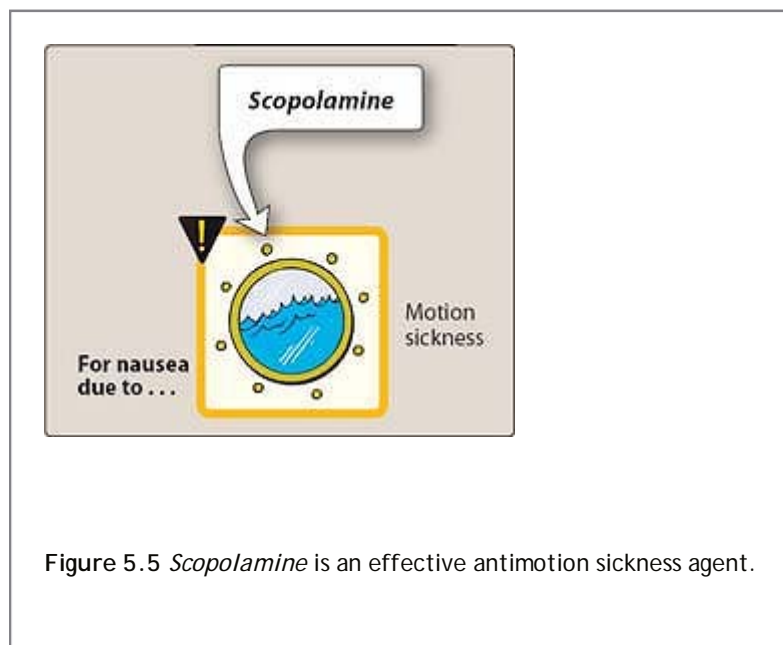 Scopolamine
!
Motion
sickness
For nausea
due to . . .
Figure 5.5 Scopolamine is an effective antimotion sickness agent.